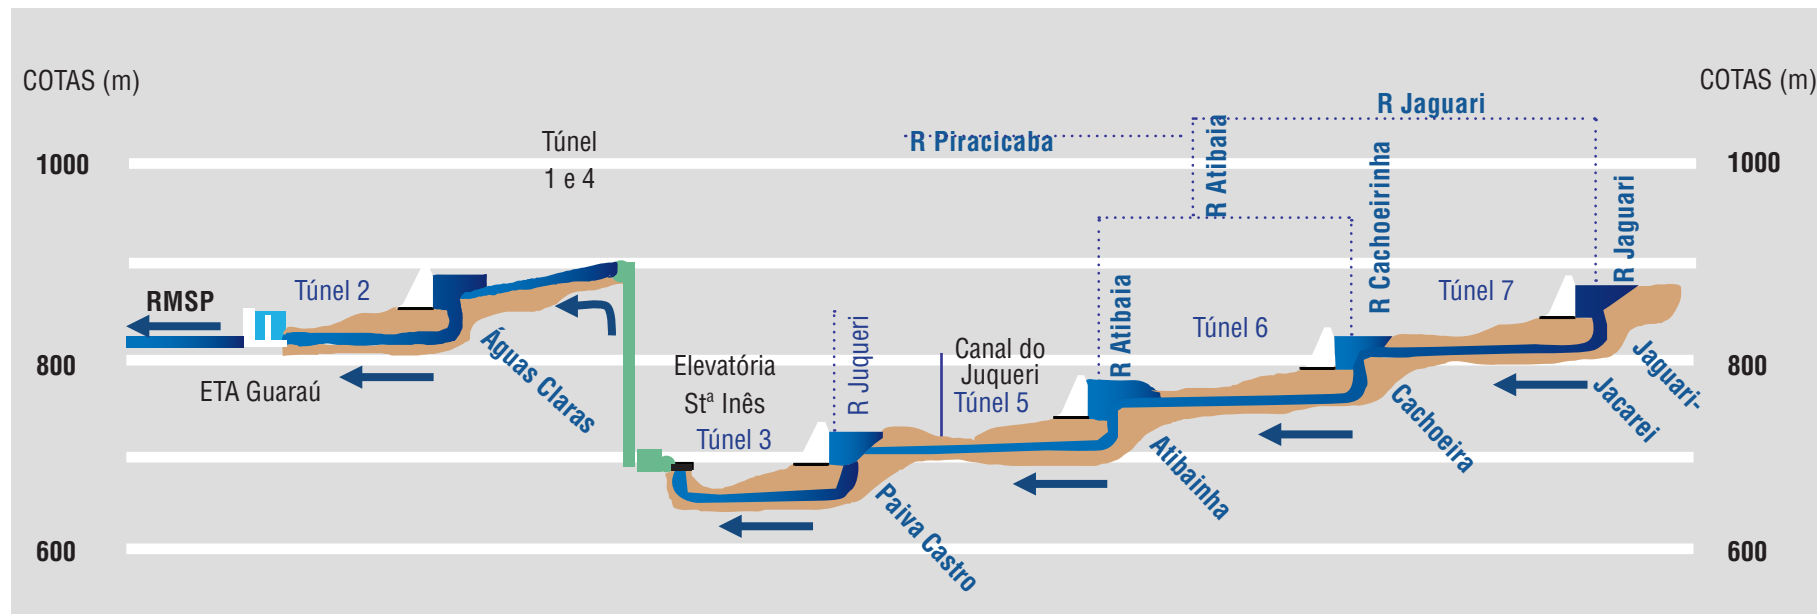 COTAS (m)
COTAS (m)
R Jaguari
R Piracicaba
R Atibaia
Túnel
1 e 4
1000
1000
R Cachoeirinha
R Jaguari
Túnel 2
RMSP
Túnel 7
Túnel 6
R Atibaia
R Juqueri
Canal do
Juqueri
Túnel 5
Elevatória
Stª Inês
Túnel 3
800
800
ETA Guaraú
Águas Claras
Paiva Castro
Atibainha
Cachoeira
Jaguari-
Jacarei
600
600